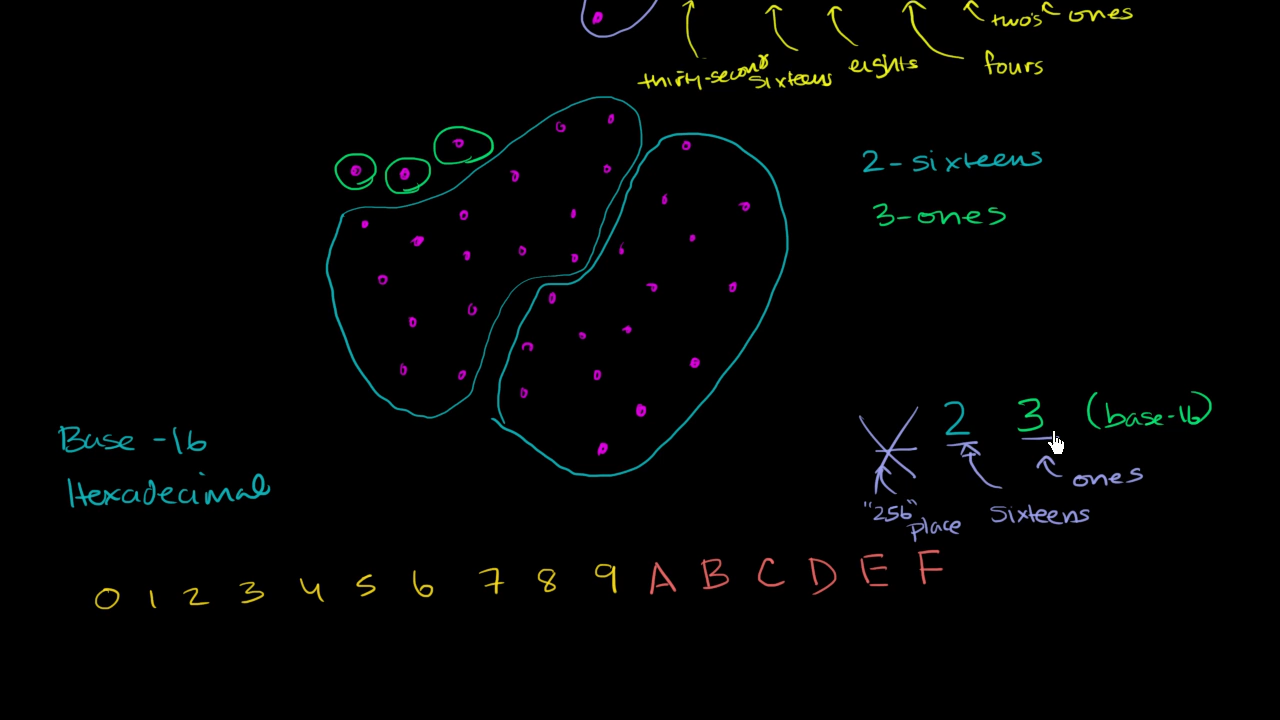 two's ones
thirty-second sixteens eights fours
2-sixteens
3-ones
2 3 (base-16)
Base-16
Hexadecimal
ones
"256" place sixteens
0 1 2 3 4 5 6 7 8 9 A B C D E F